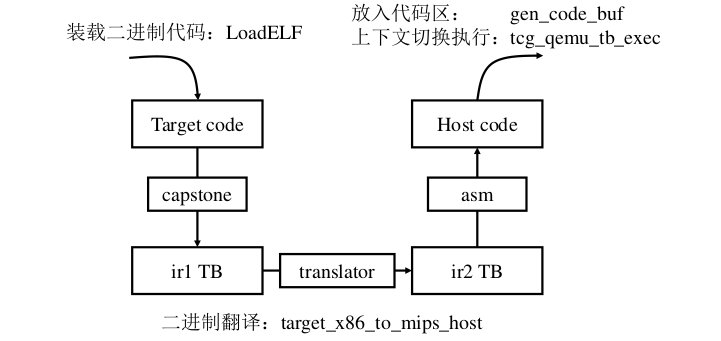 装载二进制代码：LoadELF
放入代码区： gen_code_buf
上下文切换执行：tcg_qemu_tb_exec
Target code
Host code
capstone
asm
ir1 TB
translator
ir2 TB
二进制翻译：target_x86_to_mips_host